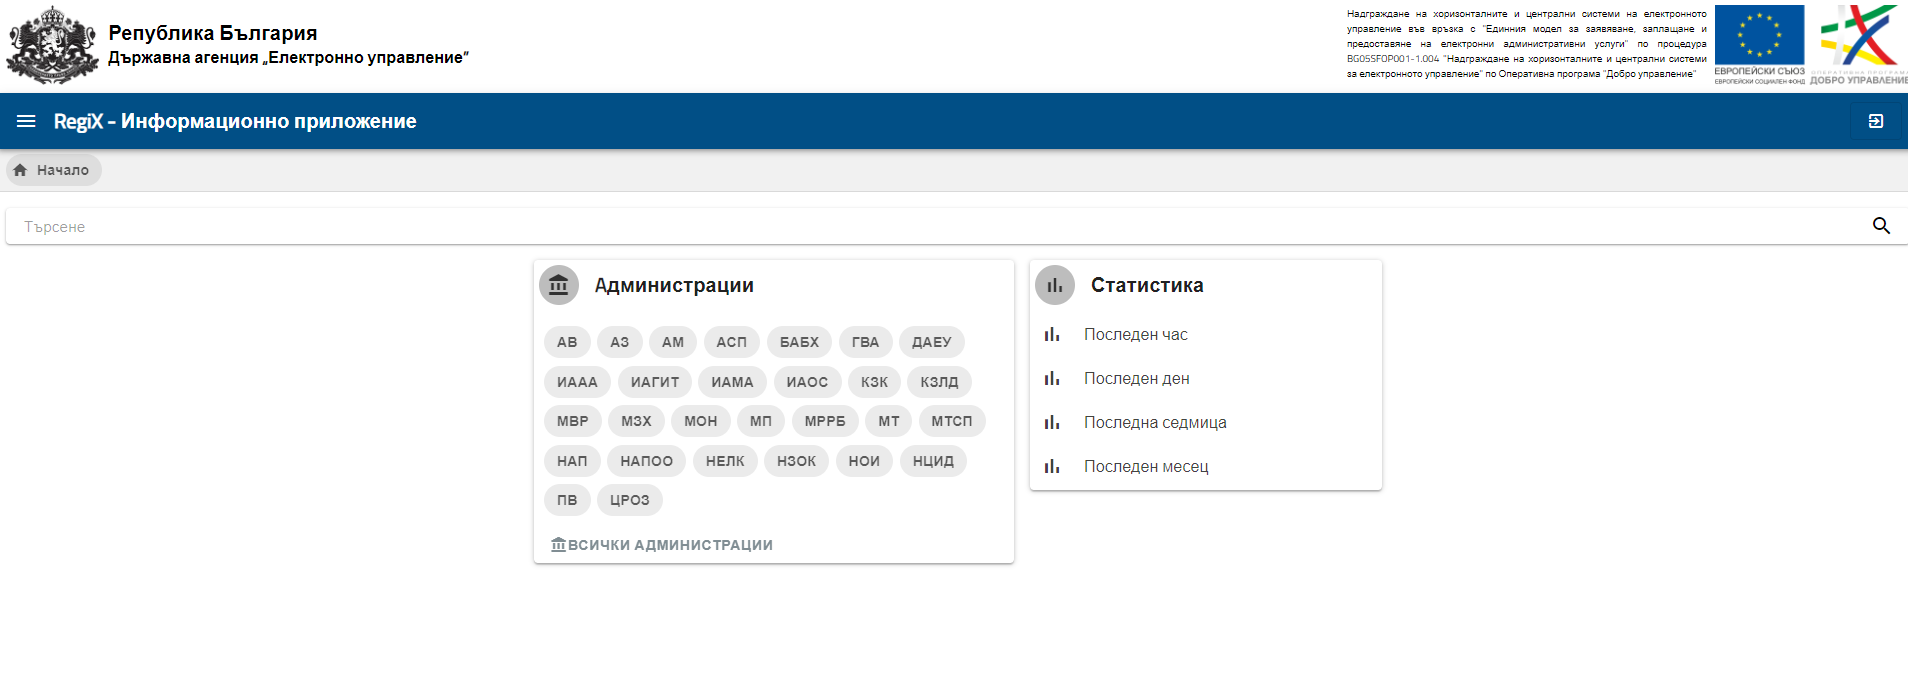 Република България
Държавна агенция „Електронно управление”
Надграждане на хоризонталните и централни системи на електронното
управление във връзка с "Единния модел за заявяване, заплащане и
предоставяне на електронни административни услуги" по процедура
BG05SFOP001-1.004 "Надграждане на хоризонталните и централни системи
за електронното управление" по Оперативна програма "Добро управление"
ЕВРОПЕЙСКИ СЪЮЗ
ЕВРОПЕЙСКИ СОЦИАЛЕН ФОНД
ОПЕРАТИВНА ПРОГРАМА
ДОБРО УПРАВЛЕНИЕ
RegiX - Информационно приложение
Начало
Търсене
Администрации
АВ АЗ АМ АСП БАБХ ГВА ДАЕУ
ИААА ИАГИТ ИАМА ИАОС КЗК КЗЛД
МВР МЗХ МОН МП МРРБ МТ МТСП
НАП НАПОО НЕЛК НЗОК НОИ НЦИД
ПВ ЦРОЗ
ВСИЧКИ АДМИНИСТРАЦИИ
Статистика
Последен час
Последен ден
Последна седмица
Последен месец